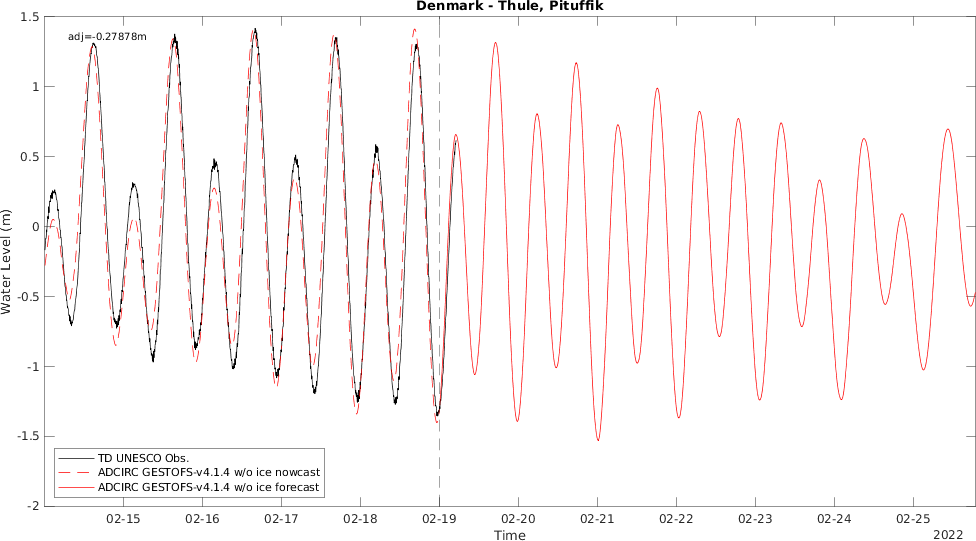 Denmark - Thule, Pituffik
adj=-0.27878m
1.5
1
0.5
0
-0.5
-1
-1.5
-2
Water Level (m)
TD UNESCO Obs.
ADCIRC GESTOFS-v4.1.4 w/o ice nowcast
ADCIRC GESTOFS-v4.1.4 w/o ice forecast
02-15 02-16 02-17 02-18 02-19 02-20 02-21 02-22 02-23 02-24 02-25
Time
2022